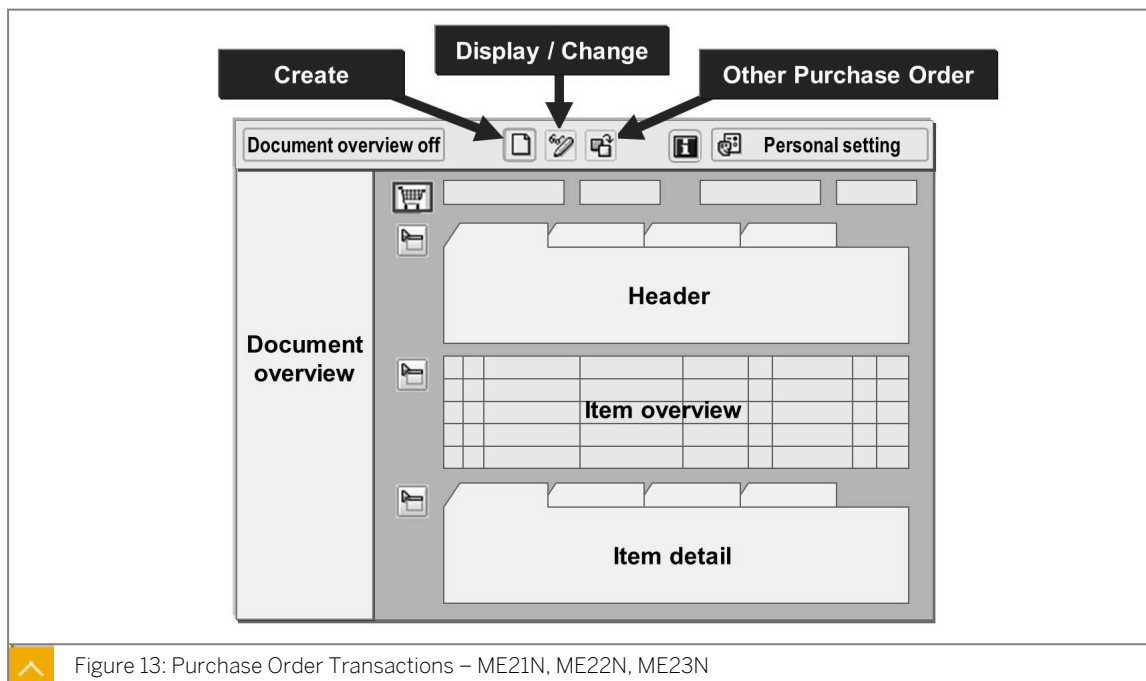 Display / Change
Create
Other Purchase Order
Document overview off
Personal setting
Header
Document
overview
Item overview
Item detail
Figure 13: Purchase Order Transactions – ME21N, ME22N, ME23N